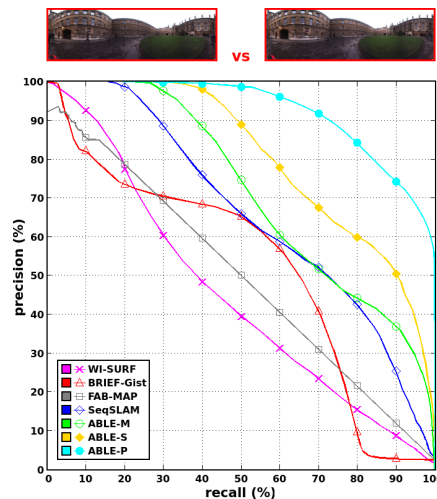 vs
100
90
80
70
60
50
40
30
20
10
0
precision (%)
WI-SURF
BRIEF-Gist
FAB-MAP
SeqSLAM
ABLE-M
ABLE-S
ABLE-P
0 10 20 30 40 50 60 70 80 90 100
recall (%)